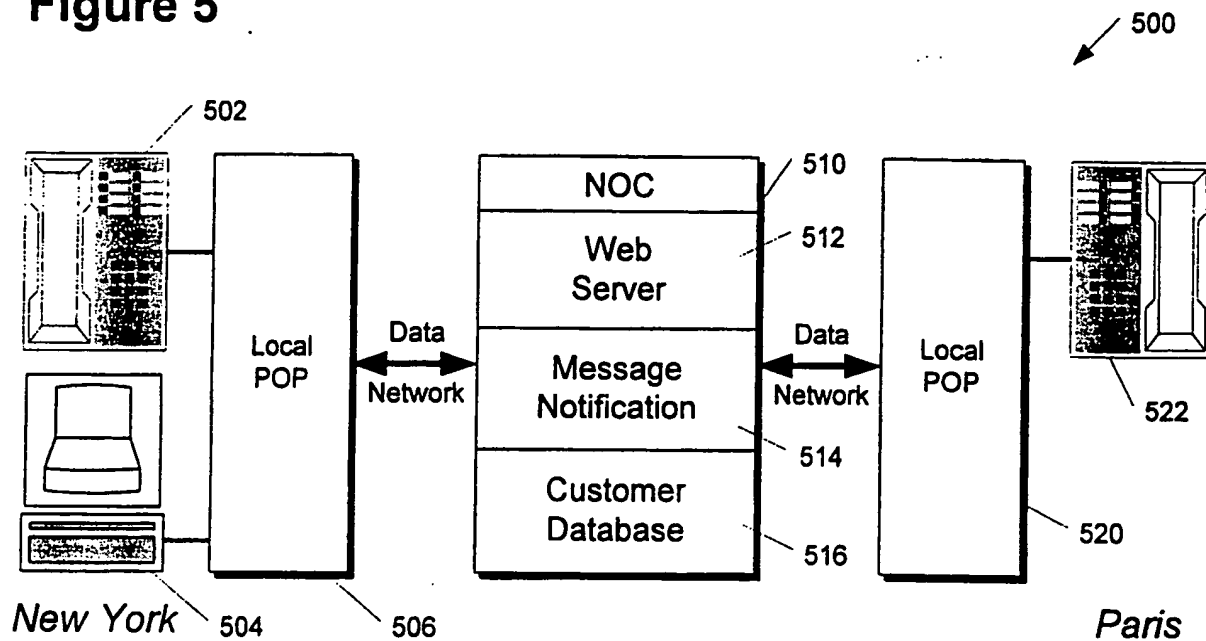 Figure 5
500
502
NOC
510
Web
Server
512
Local
POP
Data
Network
Message
Notification
514
Data
Network
Local
POP
522
Customer
Database
516
520
New York
504
506
Paris